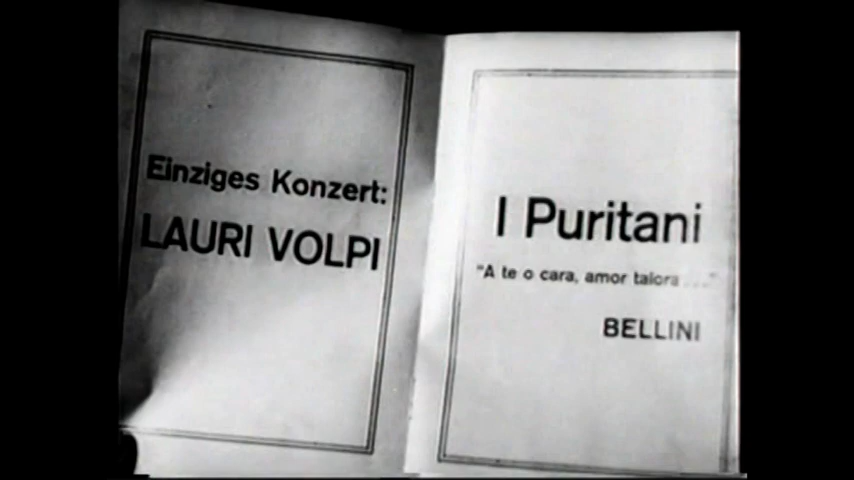 Einziges Konzert:
LAURI VOLPI
I Puritani
"A te o cara, amor talora . . ."
BELLINI